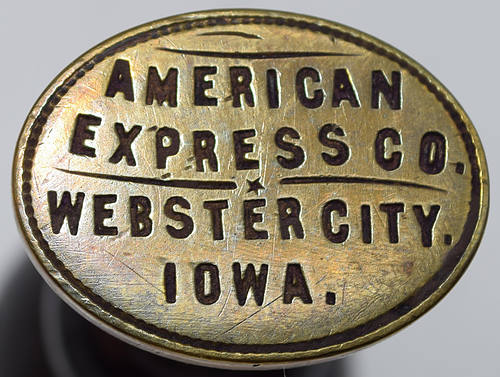 AMERICAN
EXPRESS CO.
WEBSTER CITY.
IOWA.